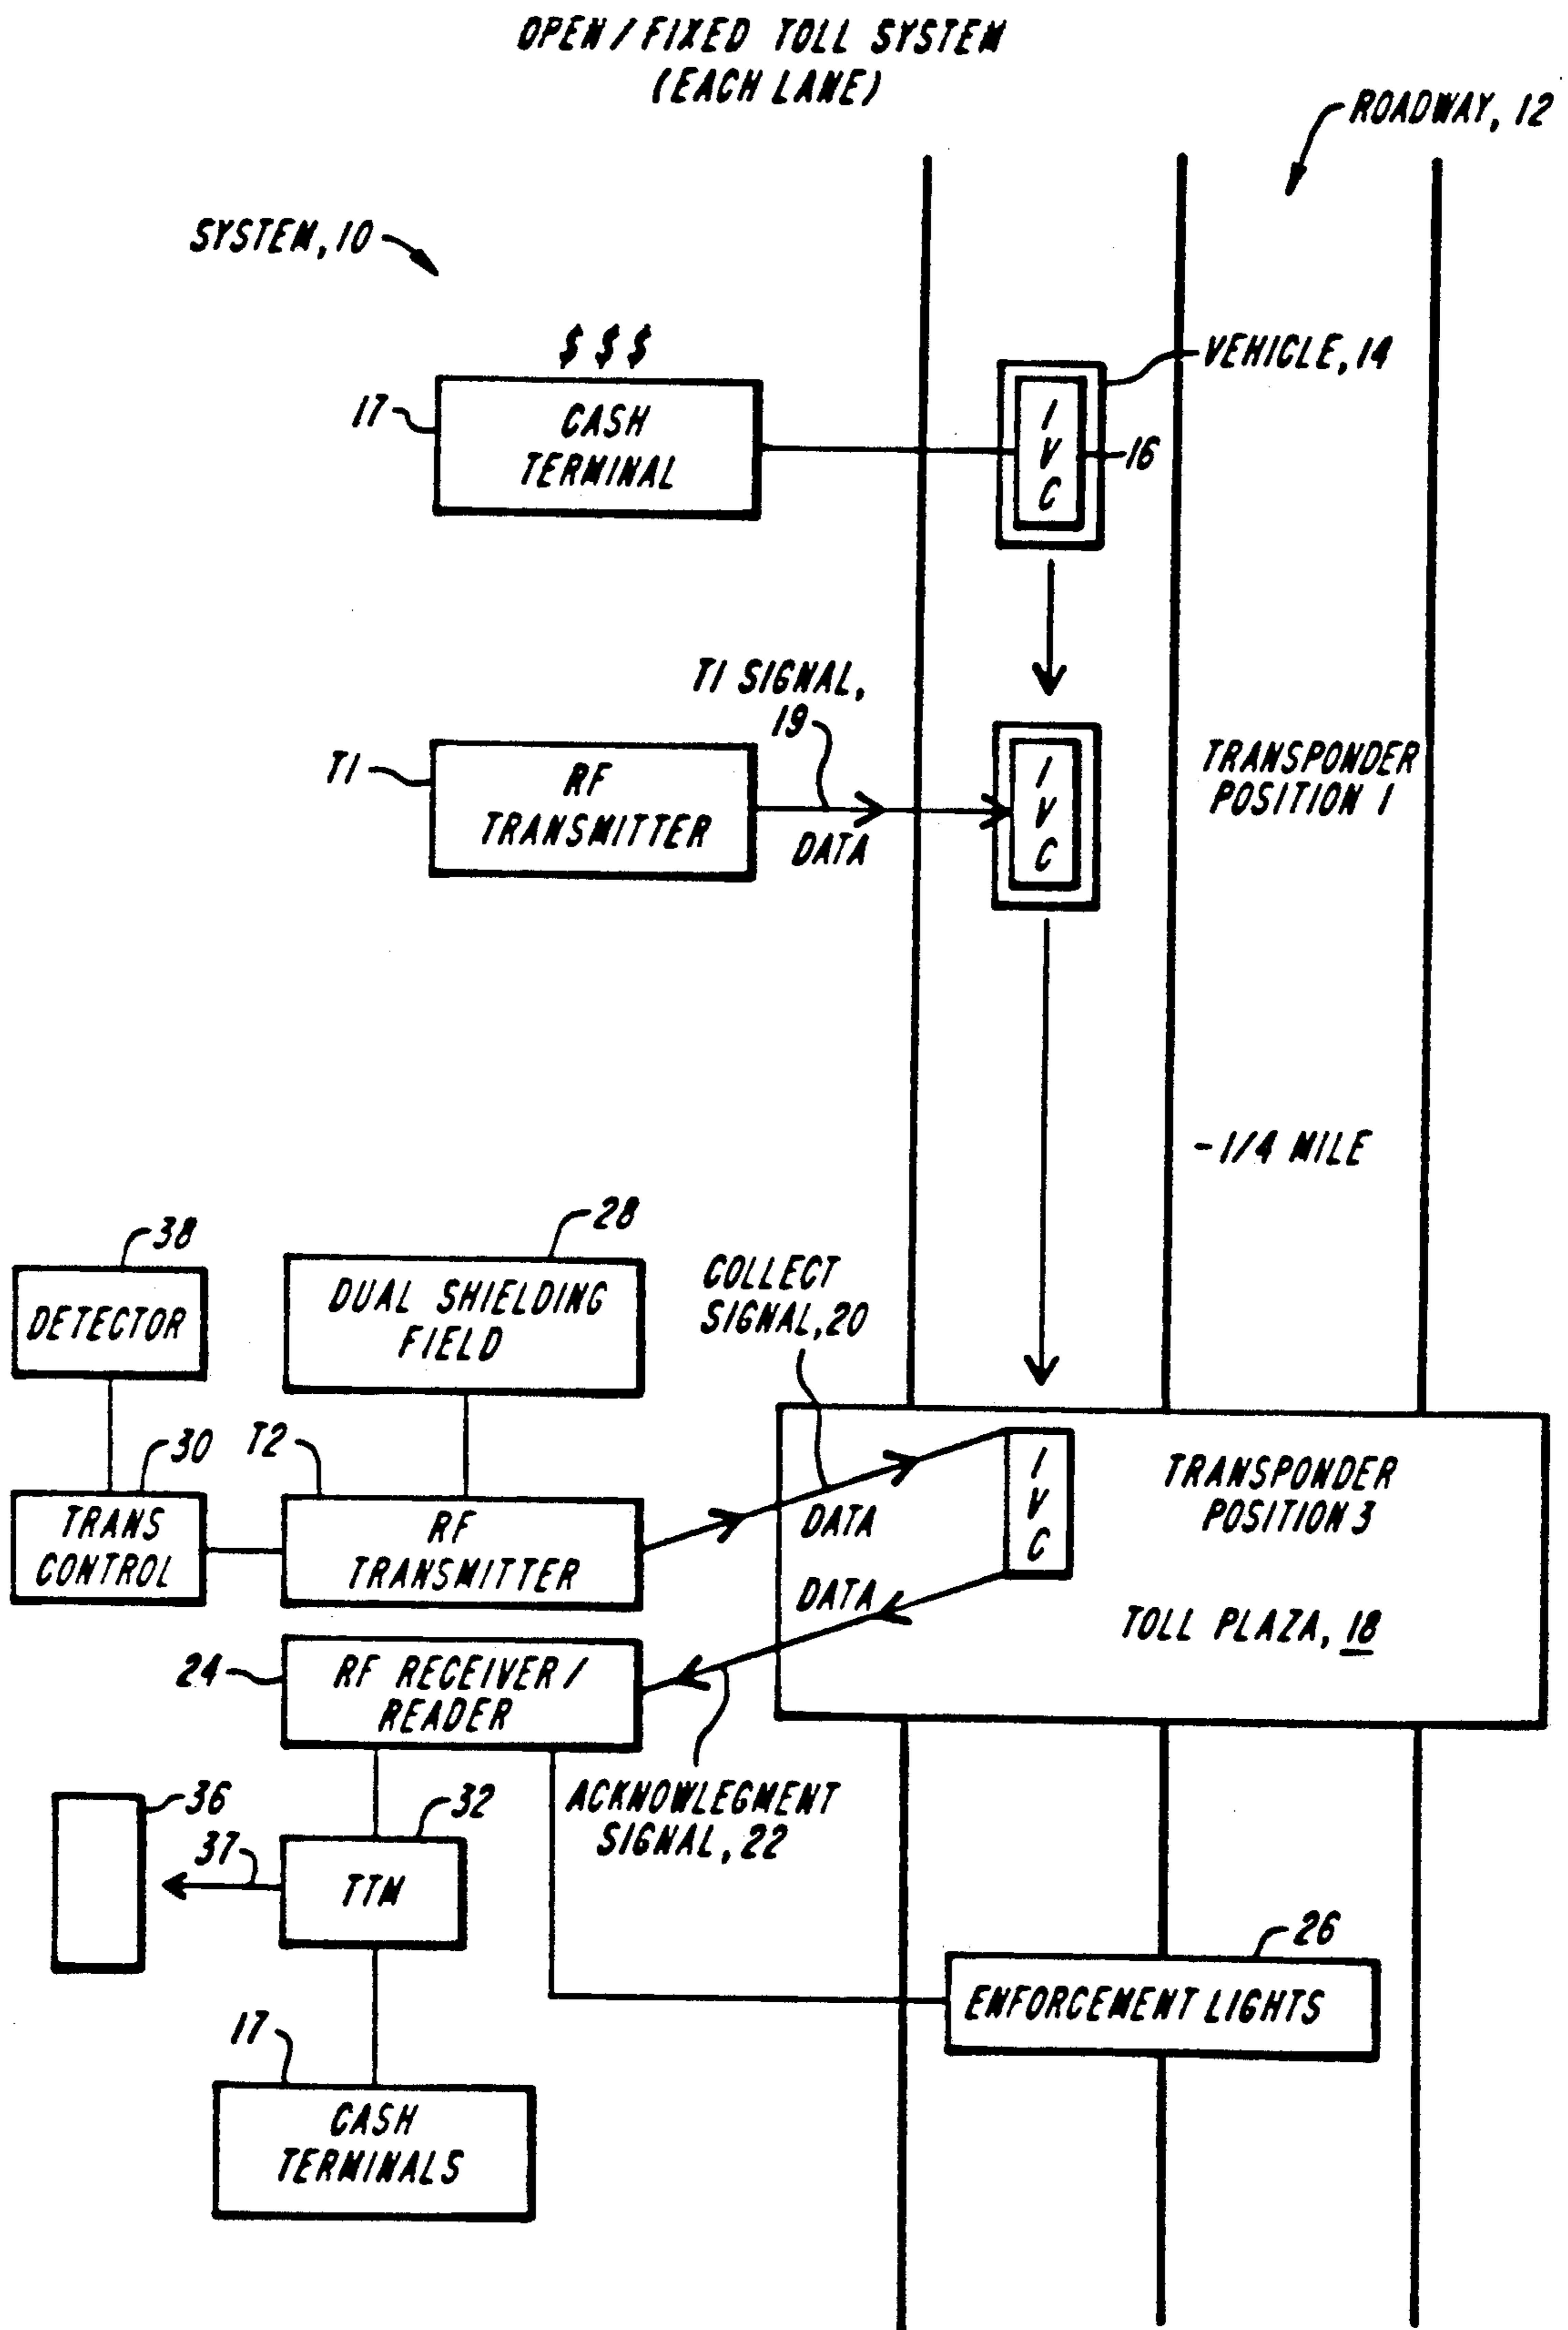 OPEN/FIXED TOLL SYSTEM
(EACH LANE)
ROADWAY, 12
SYSTEM, 10
$ $ $
VEHICLE, 14
17
CASH
TERMINAL
I
V
C
16
T1 SIGNAL,
19
T1
RF
TRANSMITTER
DATA
I
V
C
TRANSPONDER
POSITION 1
-1/4 MILE
38
28
DETECTOR
DUAL SHIELDING
FIELD
COLLECT
SIGNAL, 20
30
T2
TRANS
CONTROL
RF
TRANSMITTER
DATA
I
V
C
TRANSPONDER
POSITION 3
DATA
TOLL PLAZA, 18
24
RF RECEIVER/
READER
ACKNOWLEGMENT
SIGNAL, 22
36
37
32
TTM
26
ENFORCEMENT LIGHTS
17
CASH
TERMINALS